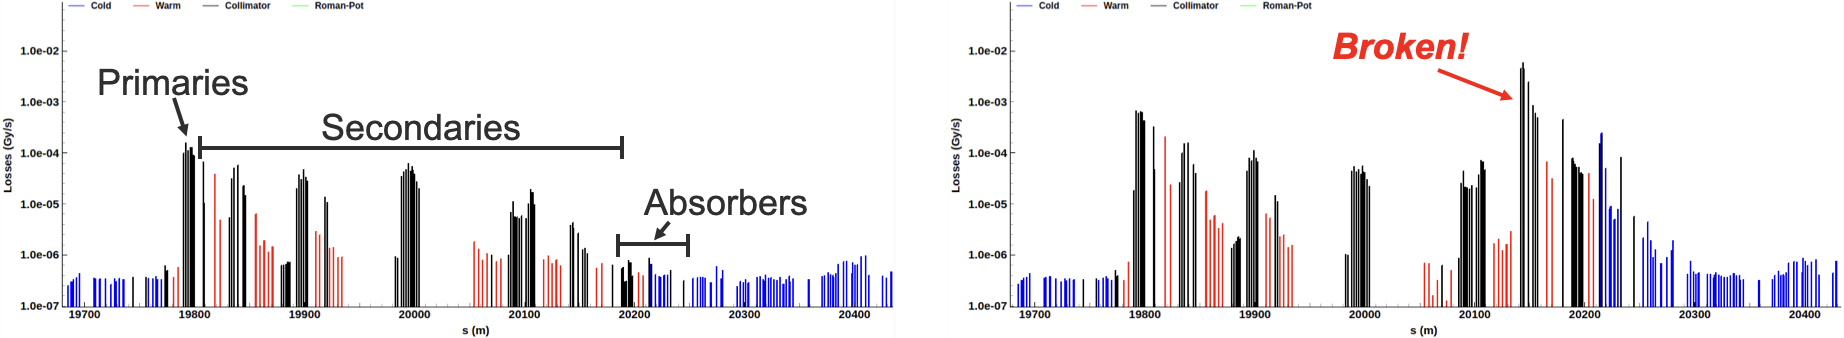 Cold Warm Collimator Roman-Pot
1.0e-02
1.0e-03
1.0e-04
1.0e-05
1.0e-06
1.0e-07
Losses (Gy/s)
Primaries
Secondaries
Absorbers
19700 19800 19900 20000 20100 20200 20300 20400
s (m)
Cold Warm Collimator Roman-Pot
1.0e-02
1.0e-03
1.0e-04
1.0e-05
1.0e-06
1.0e-07
Losses (Gy/s)
Broken!
19700 19800 19900 20000 20100 20200 20300 20400
s (m)